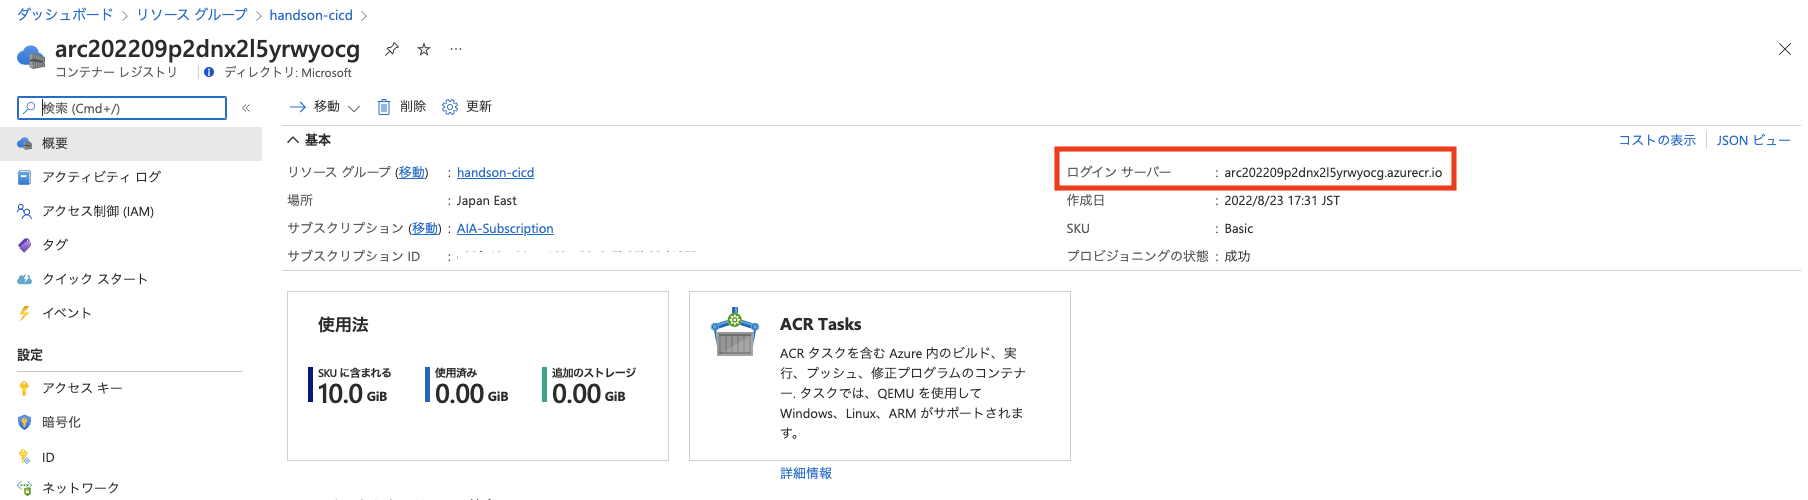 ダッシュボード > リソース グループ > handson-cicd >
arc202209p2dnx2l5yrwyocg
コンテナー レジストリ | ディレクトリ: Microsoft
検索 (Cmd+/)
«
移動
削除
更新
概要
アクティビティ ログ
アクセス制御 (IAM)
タグ
クイック スタート
イベント
設定
アクセス キー
暗号化
ID
ネットワーク
基本
コストの表示 | JSON ビュー
リソース グループ (移動) : handson-cicd
場所 : Japan East
サブスクリプション (移動) : AIA-Subscription
サブスクリプション ID :
ログイン サーバー : arc202209p2dnx2l5yrwyocg.azurecr.io
作成日 : 2022/8/23 17:31 JST
SKU : Basic
プロビジョニングの状態 : 成功
使用法
SKU に含まれる
10.0 GiB
使用済み
0.00 GiB
追加のストレージ
0.00 GiB
ACR Tasks
ACR タスクを含む Azure 内のビルド、実
行、プッシュ、修正プログラムのコンテナ
ー. タスクでは、QEMU を使用して
Windows、Linux、ARM がサポートされま
す。
詳細情報